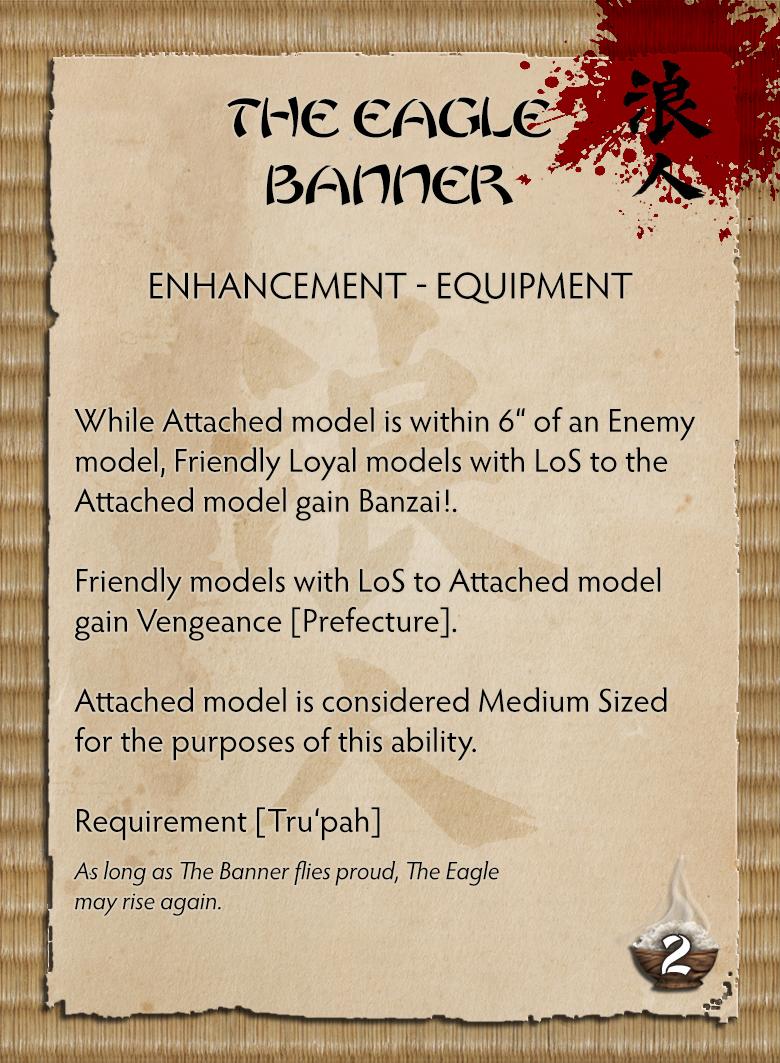 THE EAGLE
BANNER
浪
人
ENHANCEMENT - EQUIPMENT
While Attached model is within 6“ of an Enemy
model, Friendly Loyal models with LoS to the
Attached model gain Banzai!.
Friendly models with LoS to Attached model
gain Vengeance [Prefecture].
Attached model is considered Medium Sized
for the purposes of this ability.
Requirement [Tru‘pah]
As long as The Banner flies proud, The Eagle
may rise again.
2